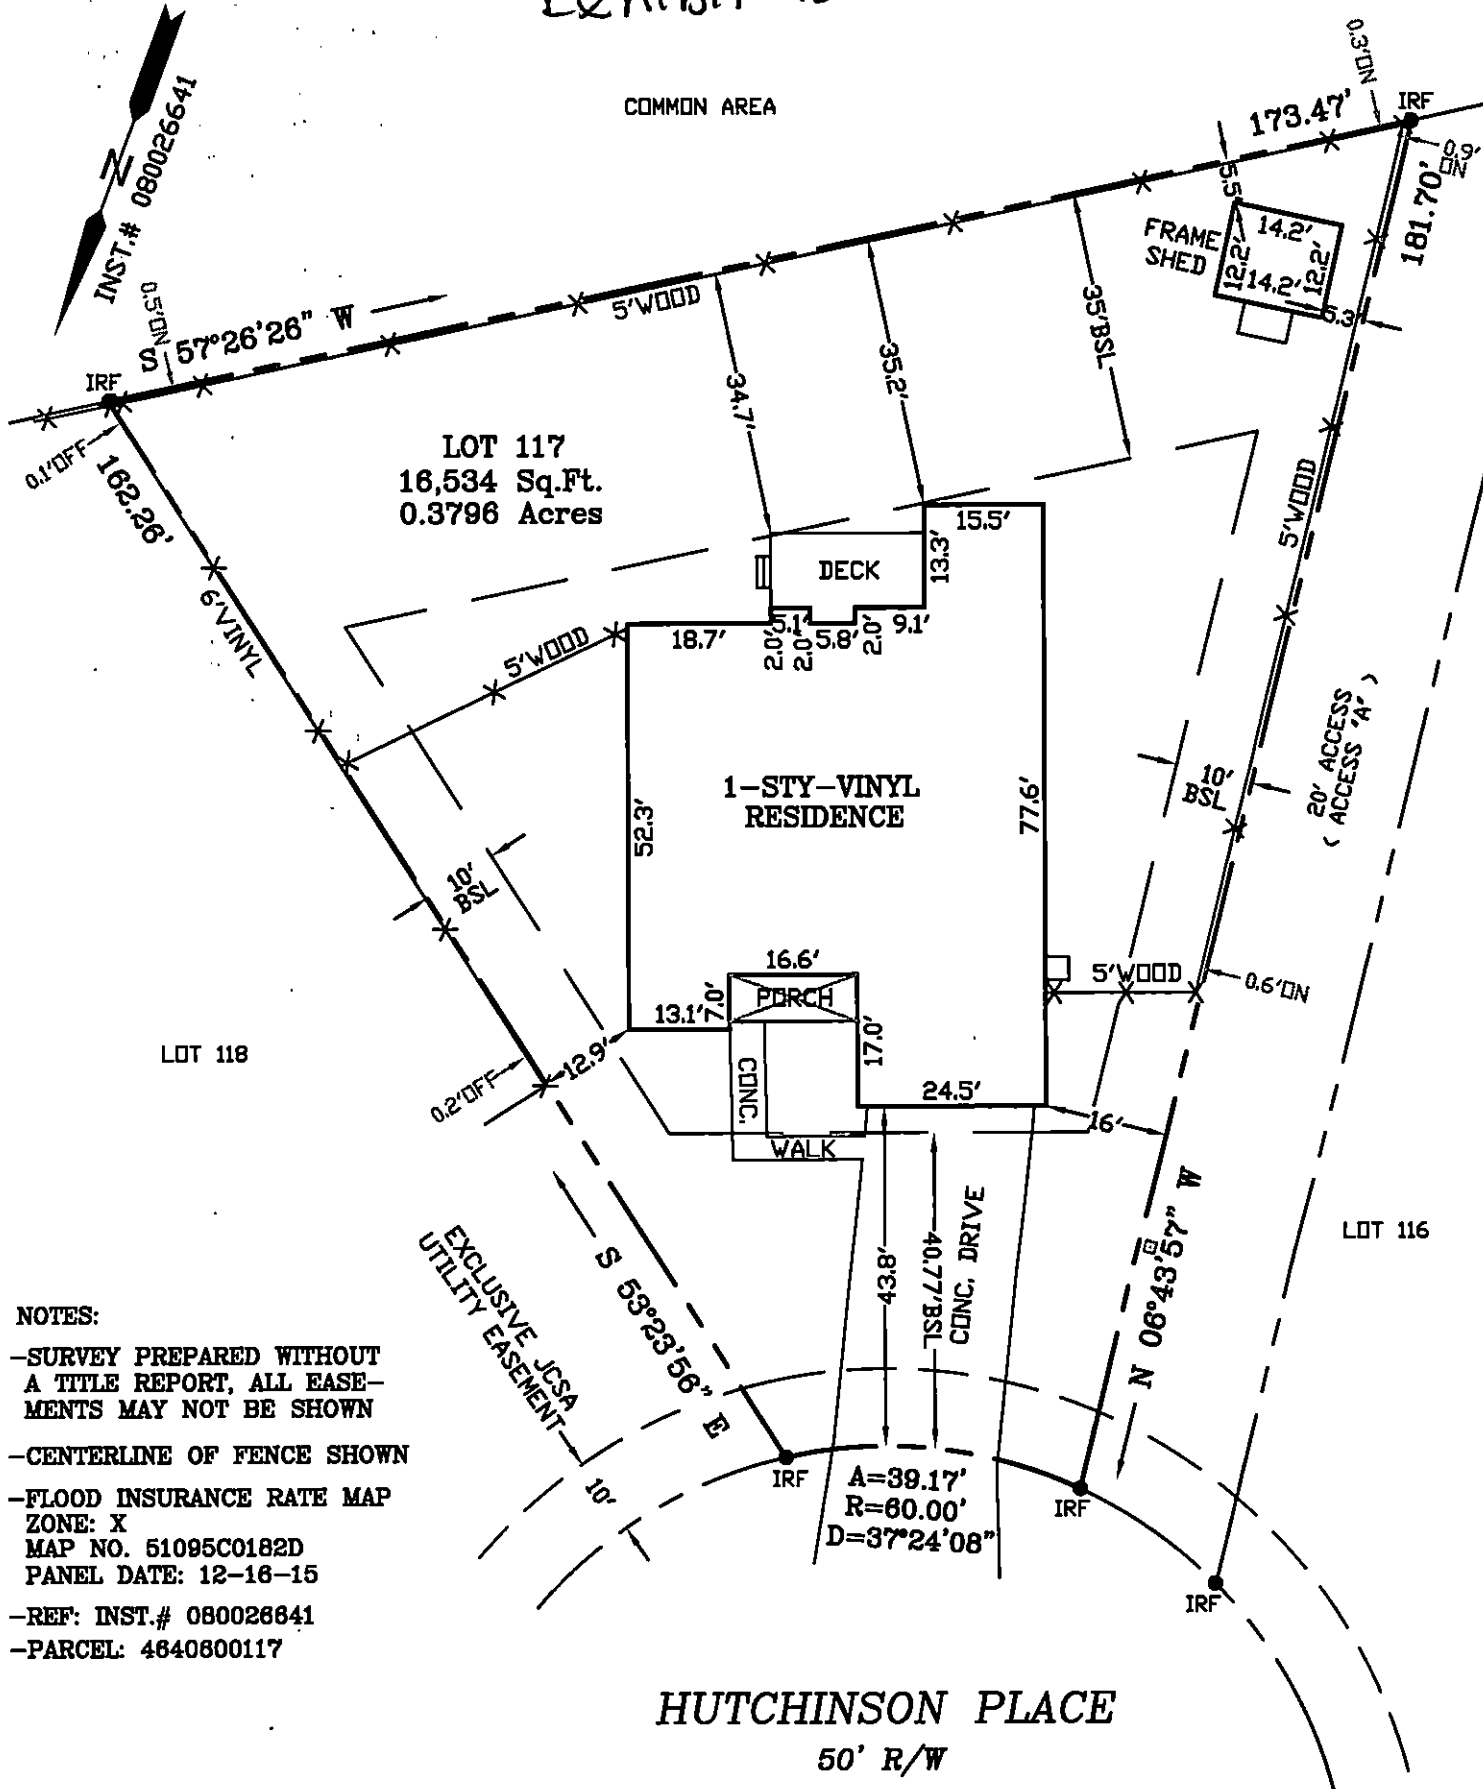 N
INST.# 080026641
COMMON AREA
0.3'ON
IRF
173.47'
0.9'
ON
181.70'
5.5'
FRAME
SHED
14.2'
12.2'
12.2'
14.2'
5.3'
0.5'ON
S 57°26'26" W
5'WOOD
IRF
0.1'OFF
162.26'
34.7'
35.2'
35'BSL
LOT 117
16,534 Sq.Ft.
0.3796 Acres
15.5'
13.3'
DECK
5'WOOD
6'VINYL
5'WOOD
18.7'
2.0'
5.1'
2.0'
5.8'
2.0'
9.1'
20' ACCESS
( ACCESS "A" )
10'
BSL
1-STY-VINYL
RESIDENCE
52.3'
77.6'
10'
BSL
16.6'
PORCH
7.0'
13.1'
17.0'
5'WOOD
0.6'ON
LOT 118
12.9'
0.2'OFF
CONC.
WALK
24.5'
16'
43.8'
40.77'BSL
CONC. DRIVE
LOT 116
N 06°43'57" W
S 53°23'56" E
EXCLUSIVE JCSA
UTILITY EASEMENT
10'
NOTES:
-SURVEY PREPARED WITHOUT
A TITLE REPORT, ALL EASE-
MENTS MAY NOT BE SHOWN
-CENTERLINE OF FENCE SHOWN
-FLOOD INSURANCE RATE MAP
ZONE: X
MAP NO. 51095C0182D
PANEL DATE: 12-16-15
-REF: INST.# 080026641
-PARCEL: 4640600117
IRF
A=39.17'
R=60.00'
D=37°24'08"
IRF
IRF
HUTCHINSON PLACE
50' R/W